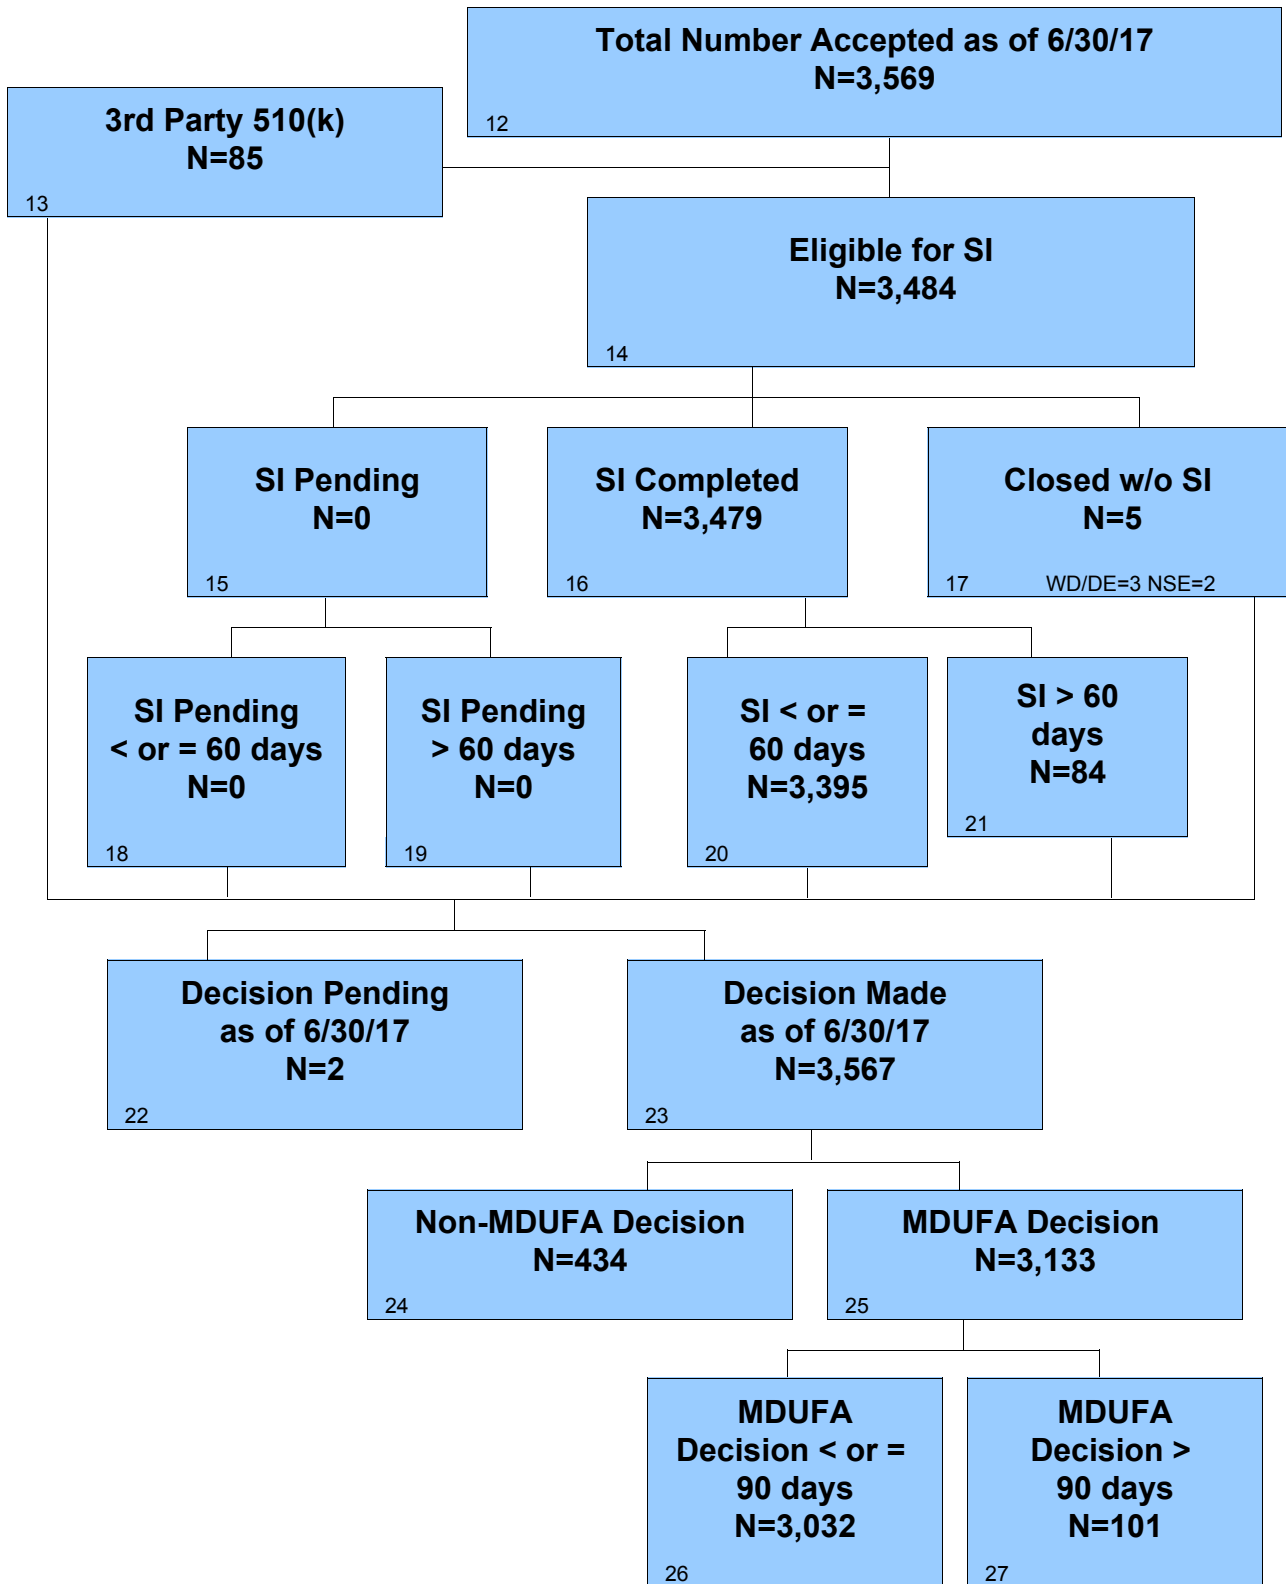 Total Number Accepted as of 6/30/17
N=3,569
12
3rd Party 510(k)
N=85
13
Eligible for SI
N=3,484
14
SI Pending
N=0
15
SI Completed
N=3,479
16
Closed w/o SI
N=5
17 WD/DE=3 NSE=2
SI Pending
< or = 60 days
N=0
18
SI Pending
> 60 days
N=0
19
SI < or =
60 days
N=3,395
20
SI > 60
days
N=84
21
Decision Pending
as of 6/30/17
N=2
22
Decision Made
as of 6/30/17
N=3,567
23
Non-MDUFA Decision
N=434
24
MDUFA Decision
N=3,133
25
MDUFA
Decision < or =
90 days
N=3,032
26
MDUFA
Decision >
90 days
N=101
27